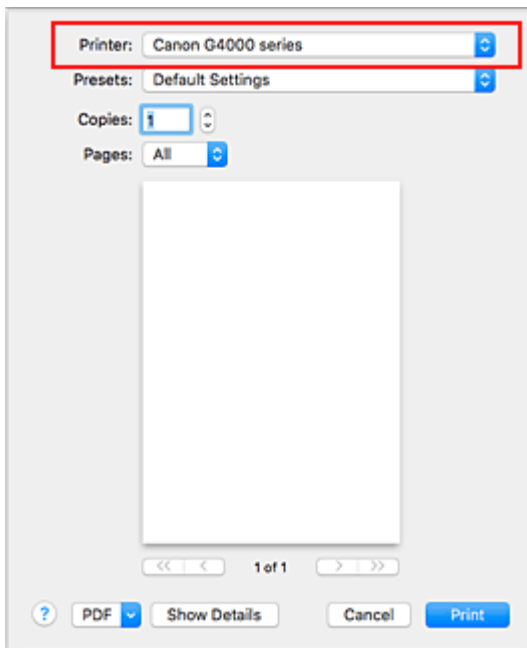 Printer: Canon G4000 series
Presets: Default Settings
Copies: 1
Pages: All
<< < 1 of 1 > >>
? PDF Show Details Cancel Print